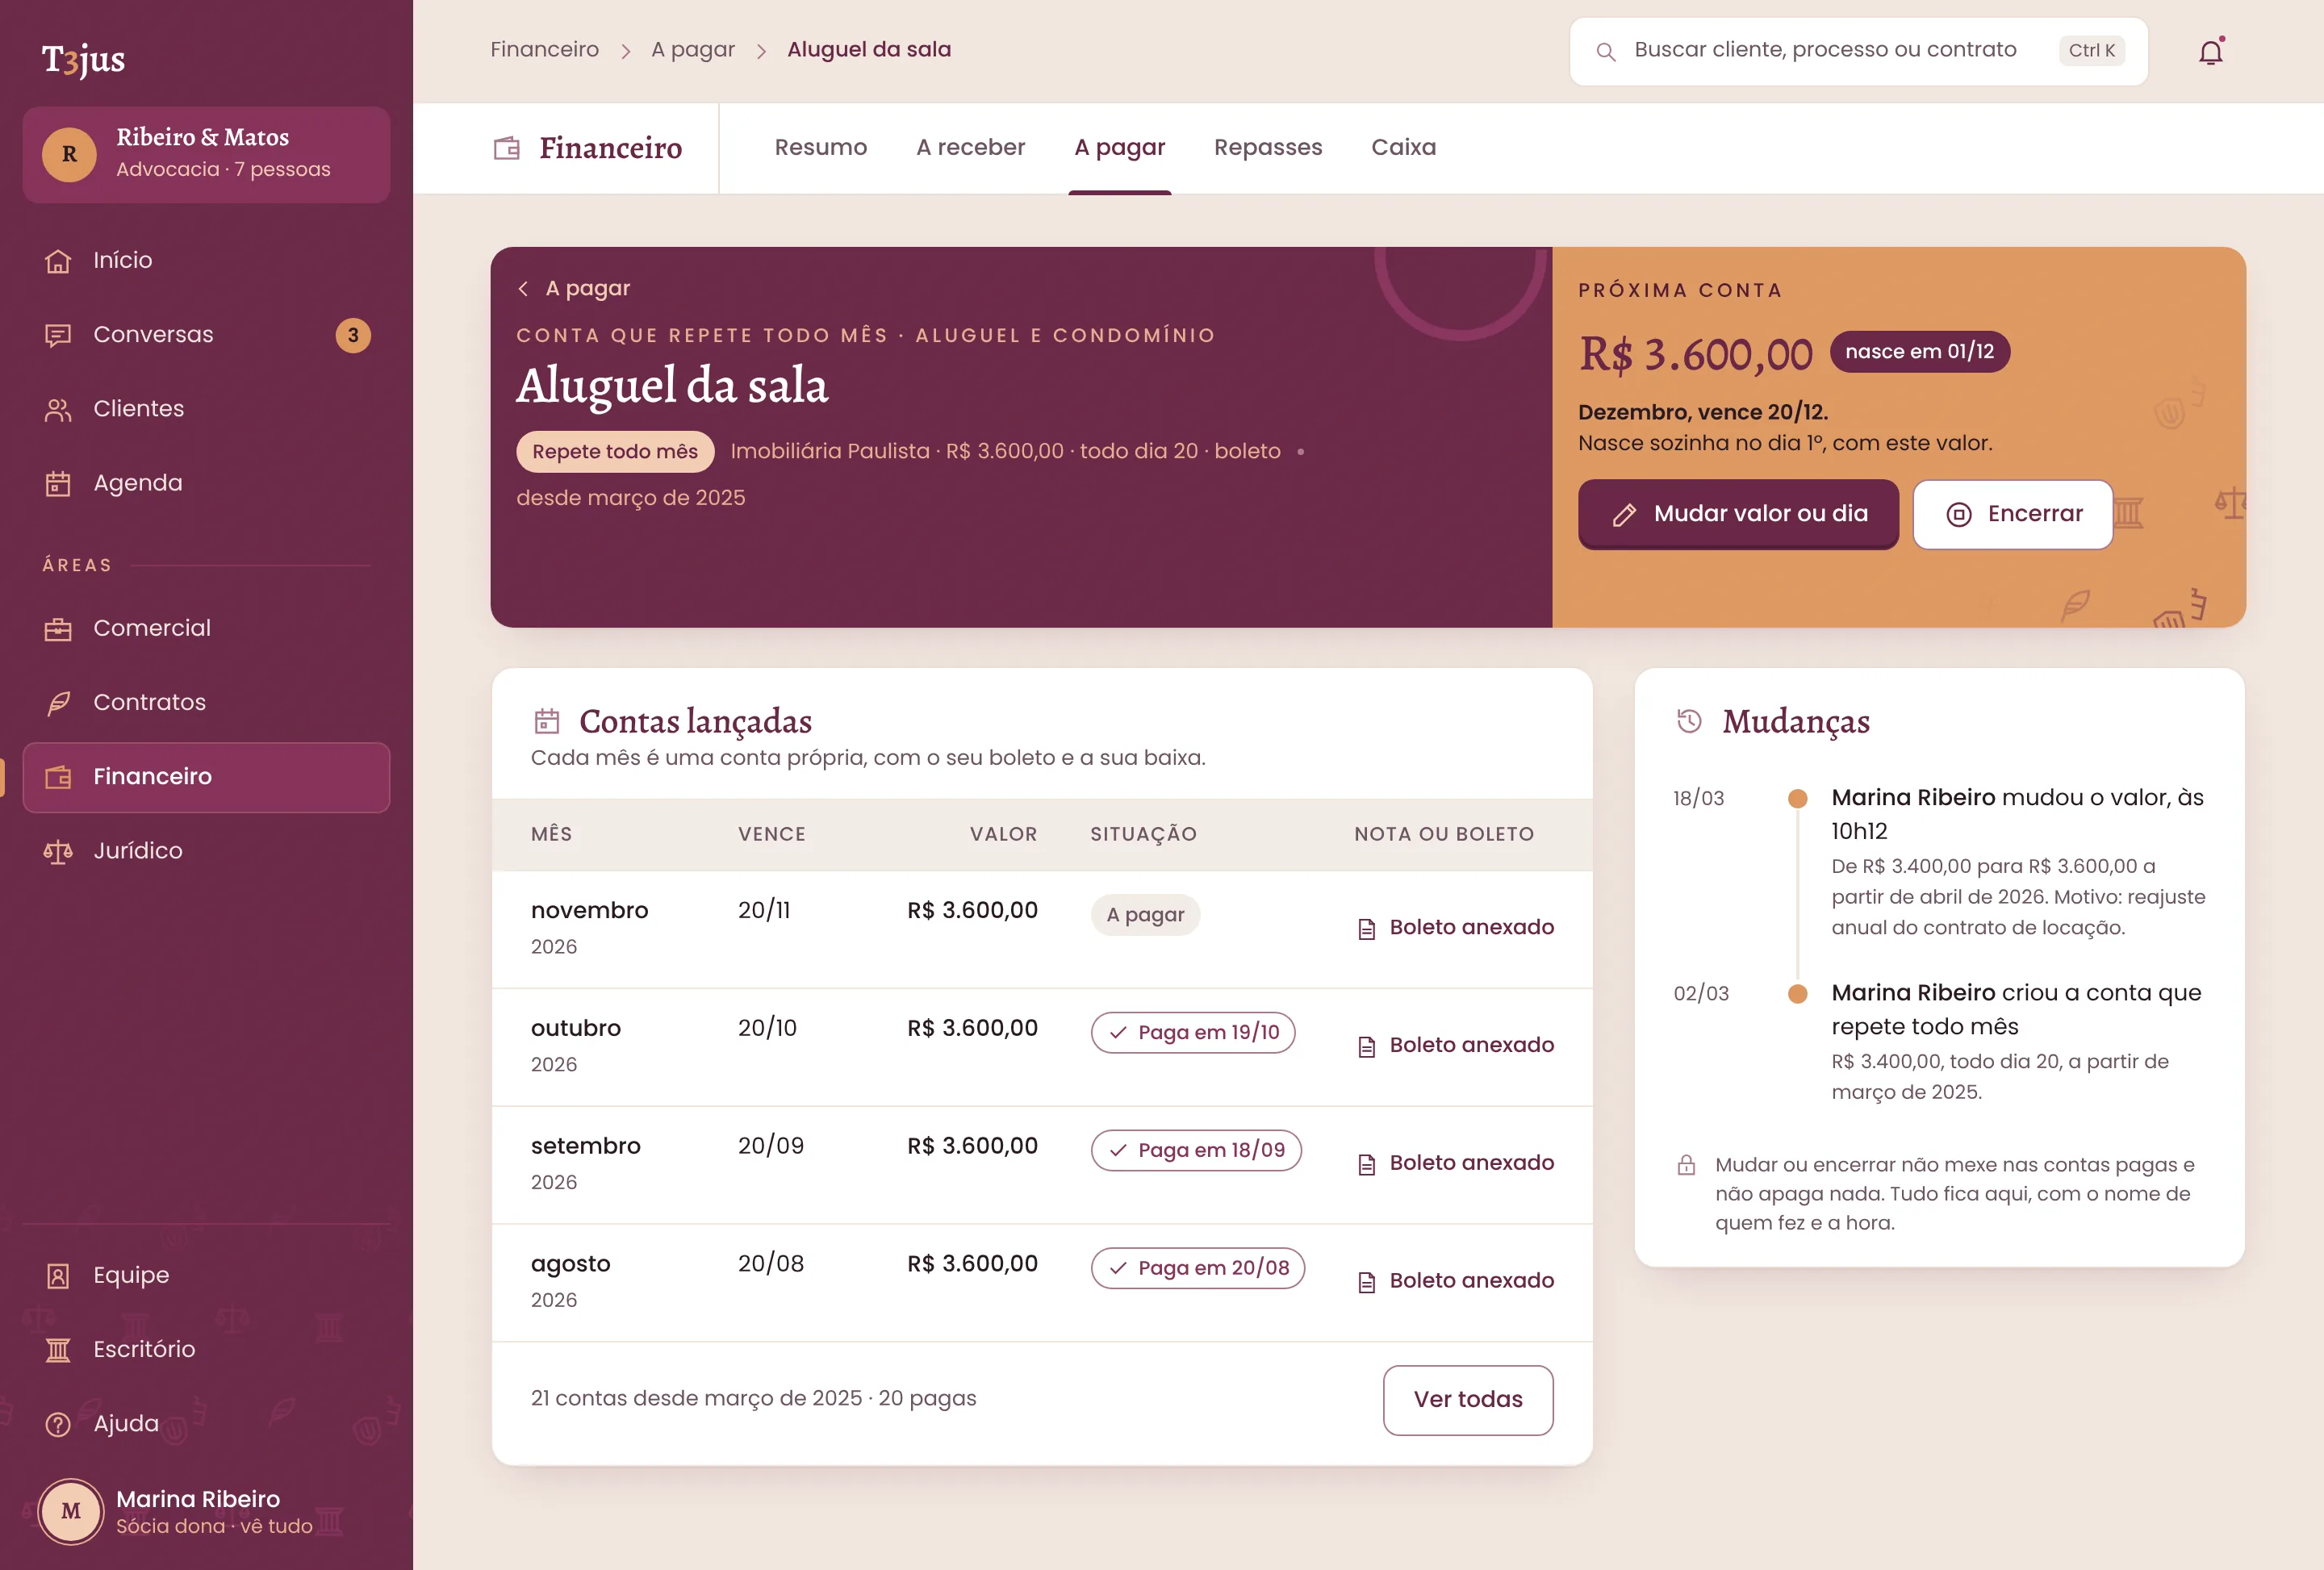 T3jus
R
Ribeiro & Matos
Advocacia · 7 pessoas
Início
Conversas
3
Clientes
Agenda
ÁREAS
Comercial
Contratos
Financeiro
Jurídico
Equipe
Escritório
Ajuda
M
Marina Ribeiro
Sócia dona · vê tudo
Financeiro > A pagar > Aluguel da sala
Buscar cliente, processo ou contrato
Ctrl K
Financeiro
Resumo
A receber
A pagar
Repasses
Caixa
A pagar
CONTA QUE REPETE TODO MÊS · ALUGUEL E CONDOMÍNIO
Aluguel da sala
Repete todo mês
Imobiliária Paulista · R$ 3.600,00 · todo dia 20 · boleto •
desde março de 2025
PRÓXIMA CONTA
R$ 3.600,00
nasce em 01/12
Dezembro, vence 20/12.
Nasce sozinha no dia 1º, com este valor.
Mudar valor ou dia
Encerrar
Contas lançadas
Cada mês é uma conta própria, com o seu boleto e a sua baixa.
MÊS VENCE VALOR SITUAÇÃO NOTA OU BOLETO
novembro 20/11 R$ 3.600,00 A pagar Boleto anexado
2026
outubro 20/10 R$ 3.600,00 Paga em 19/10 Boleto anexado
2026
setembro 20/09 R$ 3.600,00 Paga em 18/09 Boleto anexado
2026
agosto 20/08 R$ 3.600,00 Paga em 20/08 Boleto anexado
2026
21 contas desde março de 2025 · 20 pagas
Ver todas
Mudanças
18/03
Marina Ribeiro mudou o valor, às
10h12
De R$ 3.400,00 para R$ 3.600,00 a
partir de abril de 2026. Motivo: reajuste
anual do contrato de locação.
02/03
Marina Ribeiro criou a conta que
repete todo mês
R$ 3.400,00, todo dia 20, a partir de
março de 2025.
Mudar ou encerrar não mexe nas contas pagas e
não apaga nada. Tudo fica aqui, com o nome de
quem fez e a hora.